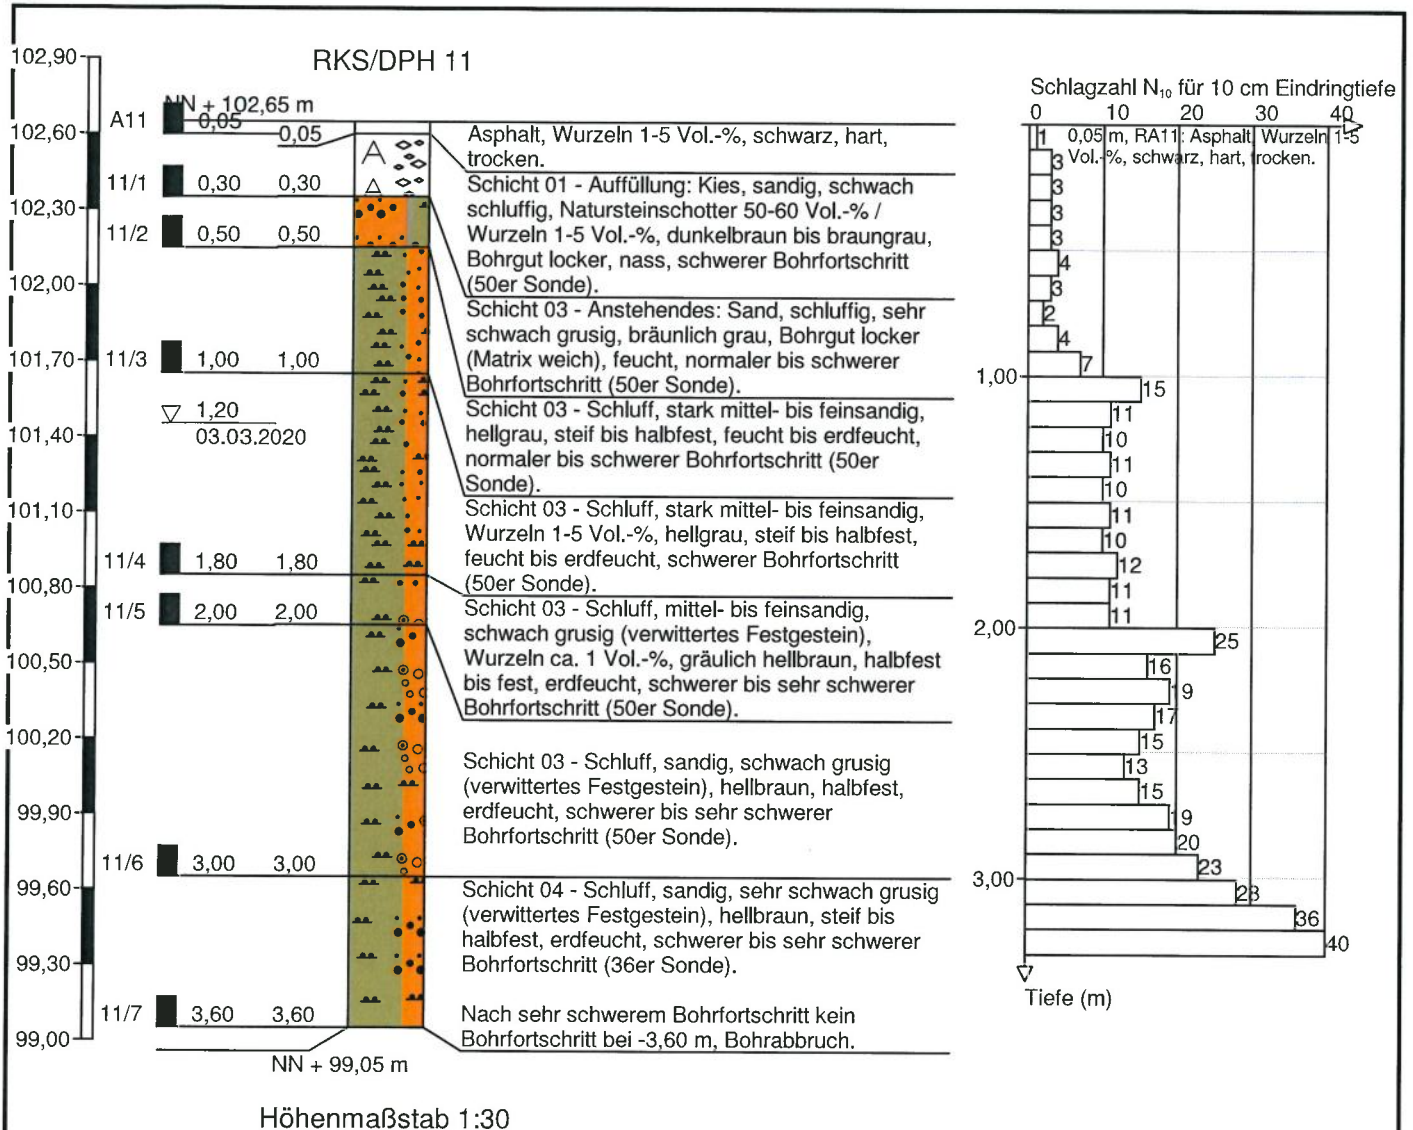 RKS/DPH 11
102,90
102,60
102,30
102,00
101,70
101,40
101,10
100,80
100,50
100,20
99,90
99,60
99,30
99,00
NN + 102,65 m
A11 0,05 0,05
11/1 0,30 0,30
11/2 0,50 0,50
11/3 1,00 1,00
1,20
03.03.2020
11/4 1,80 1,80
11/5 2,00 2,00
11/6 3,00 3,00
11/7 3,60 3,60
NN + 99,05 m
Höhenmaßstab 1:30
Asphalt, Wurzeln 1-5 Vol.-%, schwarz, hart,
trocken.
Schicht 01 - Auffüllung: Kies, sandig, schwach
schluffig, Natursteinschotter 50-60 Vol.-% /
Wurzeln 1-5 Vol.-%, dunkelbraun bis braungrau,
Bohrgut locker, nass, schwerer Bohrfortschritt
(50er Sonde).
Schicht 03 - Anstehendes: Sand, schluffig, sehr
schwach grusig, bräunlich grau, Bohrgut locker
(Matrix weich), feucht, normaler bis schwerer
Bohrfortschritt (50er Sonde).
Schicht 03 - Schluff, stark mittel- bis feinsandig,
hellgrau, steif bis halbfest, feucht bis erdfeucht,
normaler bis schwerer Bohrfortschritt (50er
Sonde).
Schicht 03 - Schluff, stark mittel- bis feinsandig,
Wurzeln 1-5 Vol.-%, hellgrau, steif bis halbfest,
feucht bis erdfeucht, schwerer Bohrfortschritt
(50er Sonde).
Schicht 03 - Schluff, mittel- bis feinsandig,
schwach grusig (verwittertes Festgestein),
Wurzeln ca. 1 Vol.-%, gräulich hellbraun, halbfest
bis fest, erdfeucht, schwerer bis sehr schwerer
Bohrfortschritt (50er Sonde).
Schicht 03 - Schluff, sandig, schwach grusig
(verwittertes Festgestein), hellbraun, halbfest,
erdfeucht, schwerer bis sehr schwerer
Bohrfortschritt (50er Sonde).
Schicht 04 - Schluff, sandig, sehr schwach grusig
(verwittertes Festgestein), hellbraun, steif bis
halbfest, erdfeucht, schwerer bis sehr schwerer
Bohrfortschritt (36er Sonde).
Nach sehr schwerem Bohrfortschritt kein
Bohrfortschritt bei -3,60 m, Bohrabbruch.
Schlagzahl N10 für 10 cm Eindringtiefe
0 10 20 30 40
0,05 m, RA11: Asphalt, Wurzeln 1-5
Vol.-%, schwarz, hart, trocken.
1
3
3
3
3
4
3
2
4
7
1,00
15
11
10
11
10
11
10
12
11
11
2,00
25
16
19
17
15
13
15
19
20
23
3,00
28
36
40
Tiefe (m)